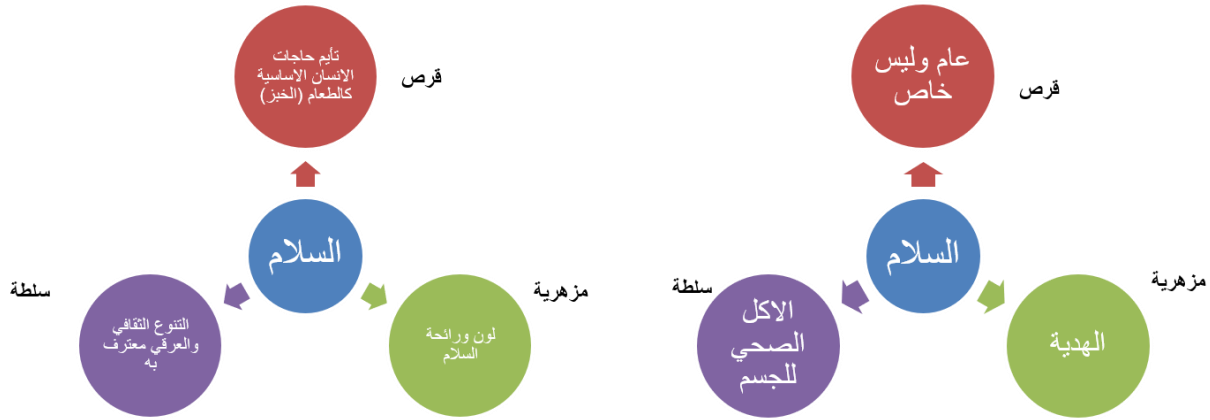 عام وليس
خاص
قرص
السلام
مزهرية
الهدية
سلطة
الاكل
الصحي
للجسم
تأيم حاجات
الانسان الاساسية
كالطعام (الخبز)
قرص
السلام
مزهرية
لون ورائحة
السلام
سلطة
التنوع الثقافي
والعرقي معترف
به